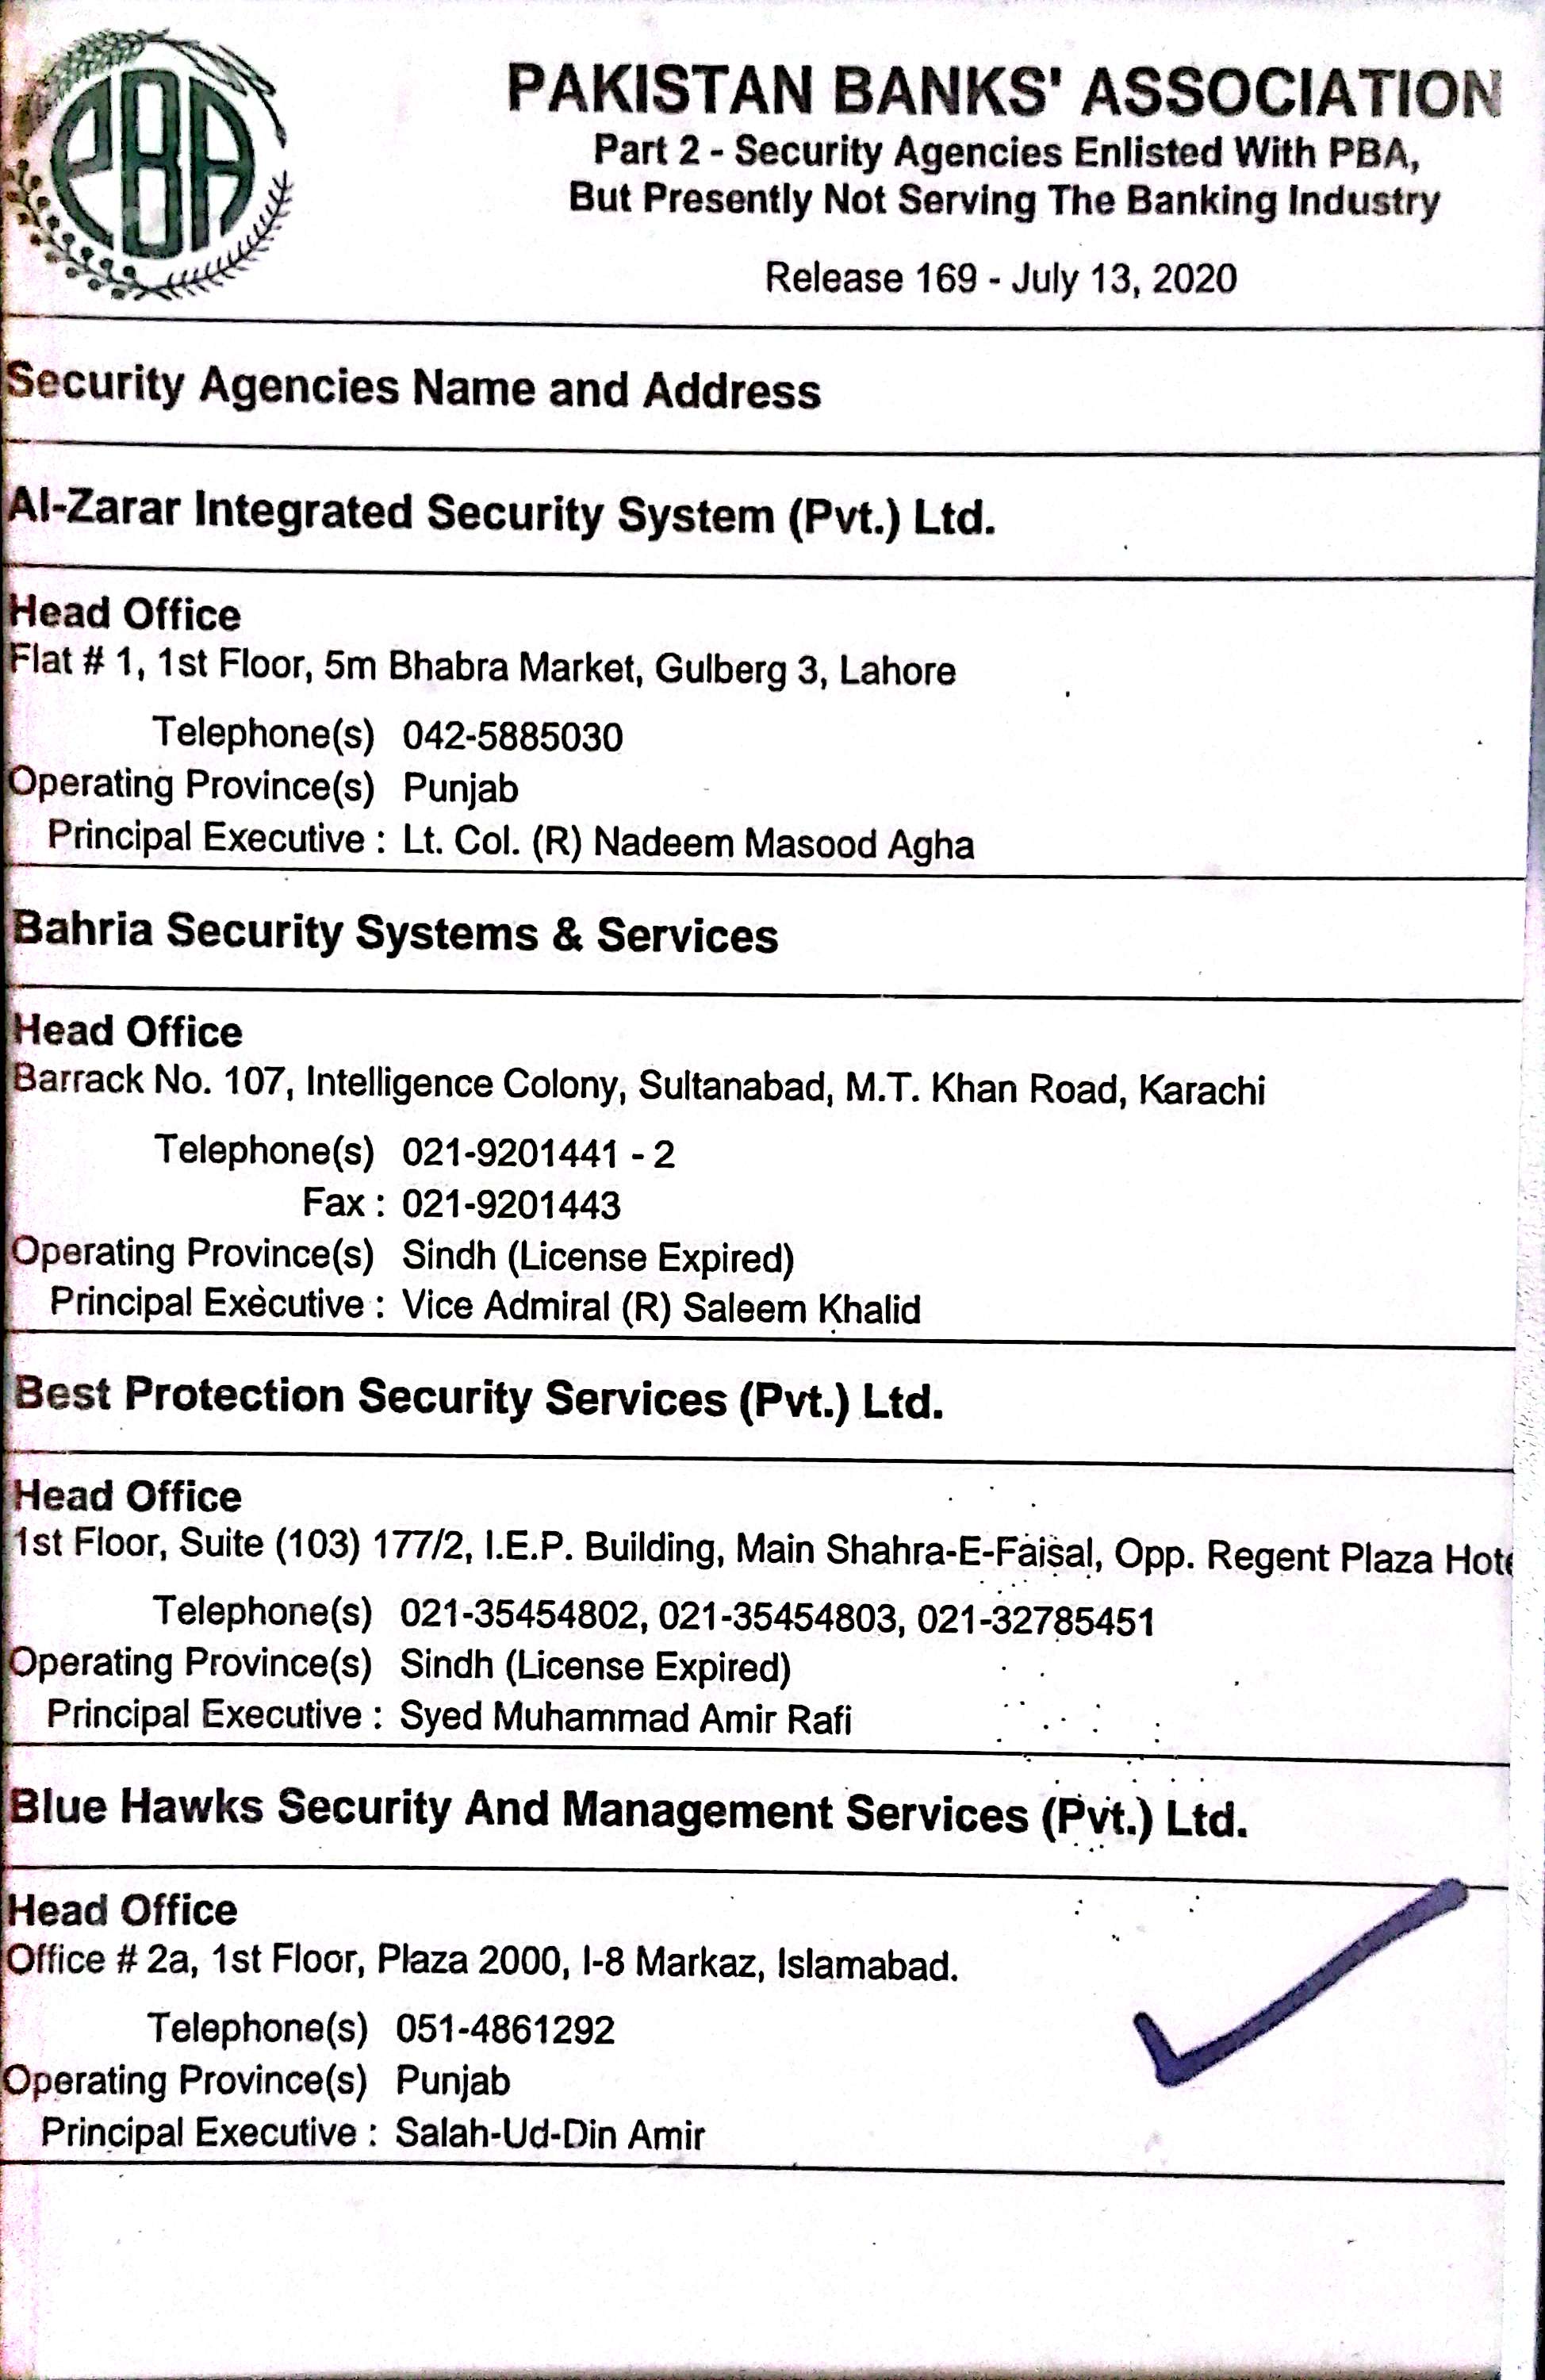 PBA
PAKISTAN BANKS' ASSOCIATION
Part 2 - Security Agencies Enlisted With PBA,
But Presently Not Serving The Banking Industry
Release 169 - July 13, 2020
Security Agencies Name and Address
Al-Zarar Integrated Security System (Pvt.) Ltd.
Head Office
Flat # 1, 1st Floor, 5m Bhabra Market, Gulberg 3, Lahore
Telephone(s) 042-5885030
Operating Province(s) Punjab
Principal Executive : Lt. Col. (R) Nadeem Masood Agha
Bahria Security Systems & Services
Head Office
Barrack No. 107, Intelligence Colony, Sultanabad, M.T. Khan Road, Karachi
Telephone(s) 021-9201441 - 2
Fax : 021-9201443
Operating Province(s) Sindh (License Expired)
Principal Executive : Vice Admiral (R) Saleem Khalid
Best Protection Security Services (Pvt.) Ltd.
Head Office
1st Floor, Suite (103) 177/2, I.E.P. Building, Main Shahra-E-Faisal, Opp. Regent Plaza
Telephone(s) 021-35454802, 021-35454803, 021-32785451
Operating Province(s) Sindh (License Expired)
Principal Executive : Syed Muhammad Amir Rafi
Blue Hawks Security And Management Services (Pvt.) Ltd.
Head Office
Office # 2a, 1st Floor, Plaza 2000, I-8 Markaz, Islamabad.
Telephone(s) 051-4861292
Operating Province(s) Punjab
Principal Executive : Salah-Ud-Din Amir